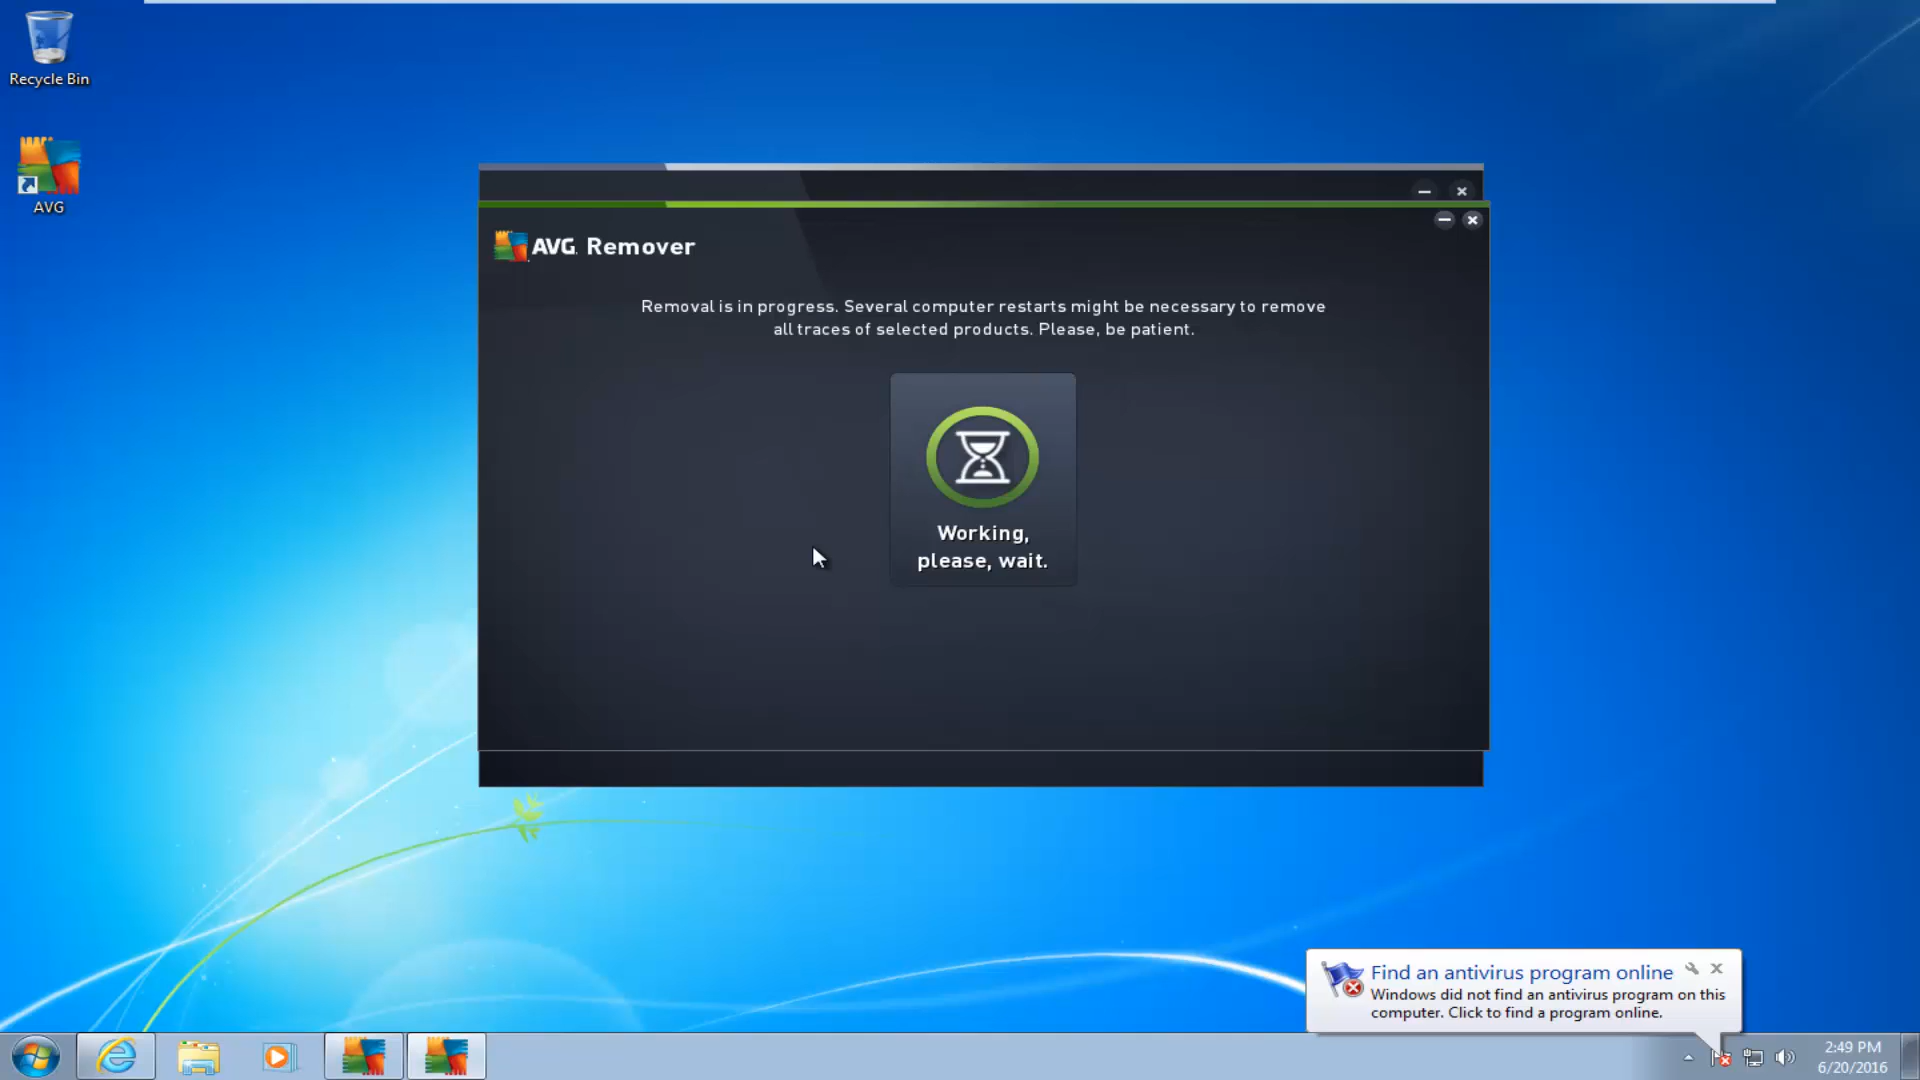 Recycle Bin
AVG
AVG. Remover
Removal is in progress. Several computer restarts might be necessary to remove
all traces of selected products. Please, be patient.
Working,
please, wait.
Find an antivirus program online
Windows did not find an antivirus program on this
computer. Click to find a program online.
2:49 PM
6/20/2016